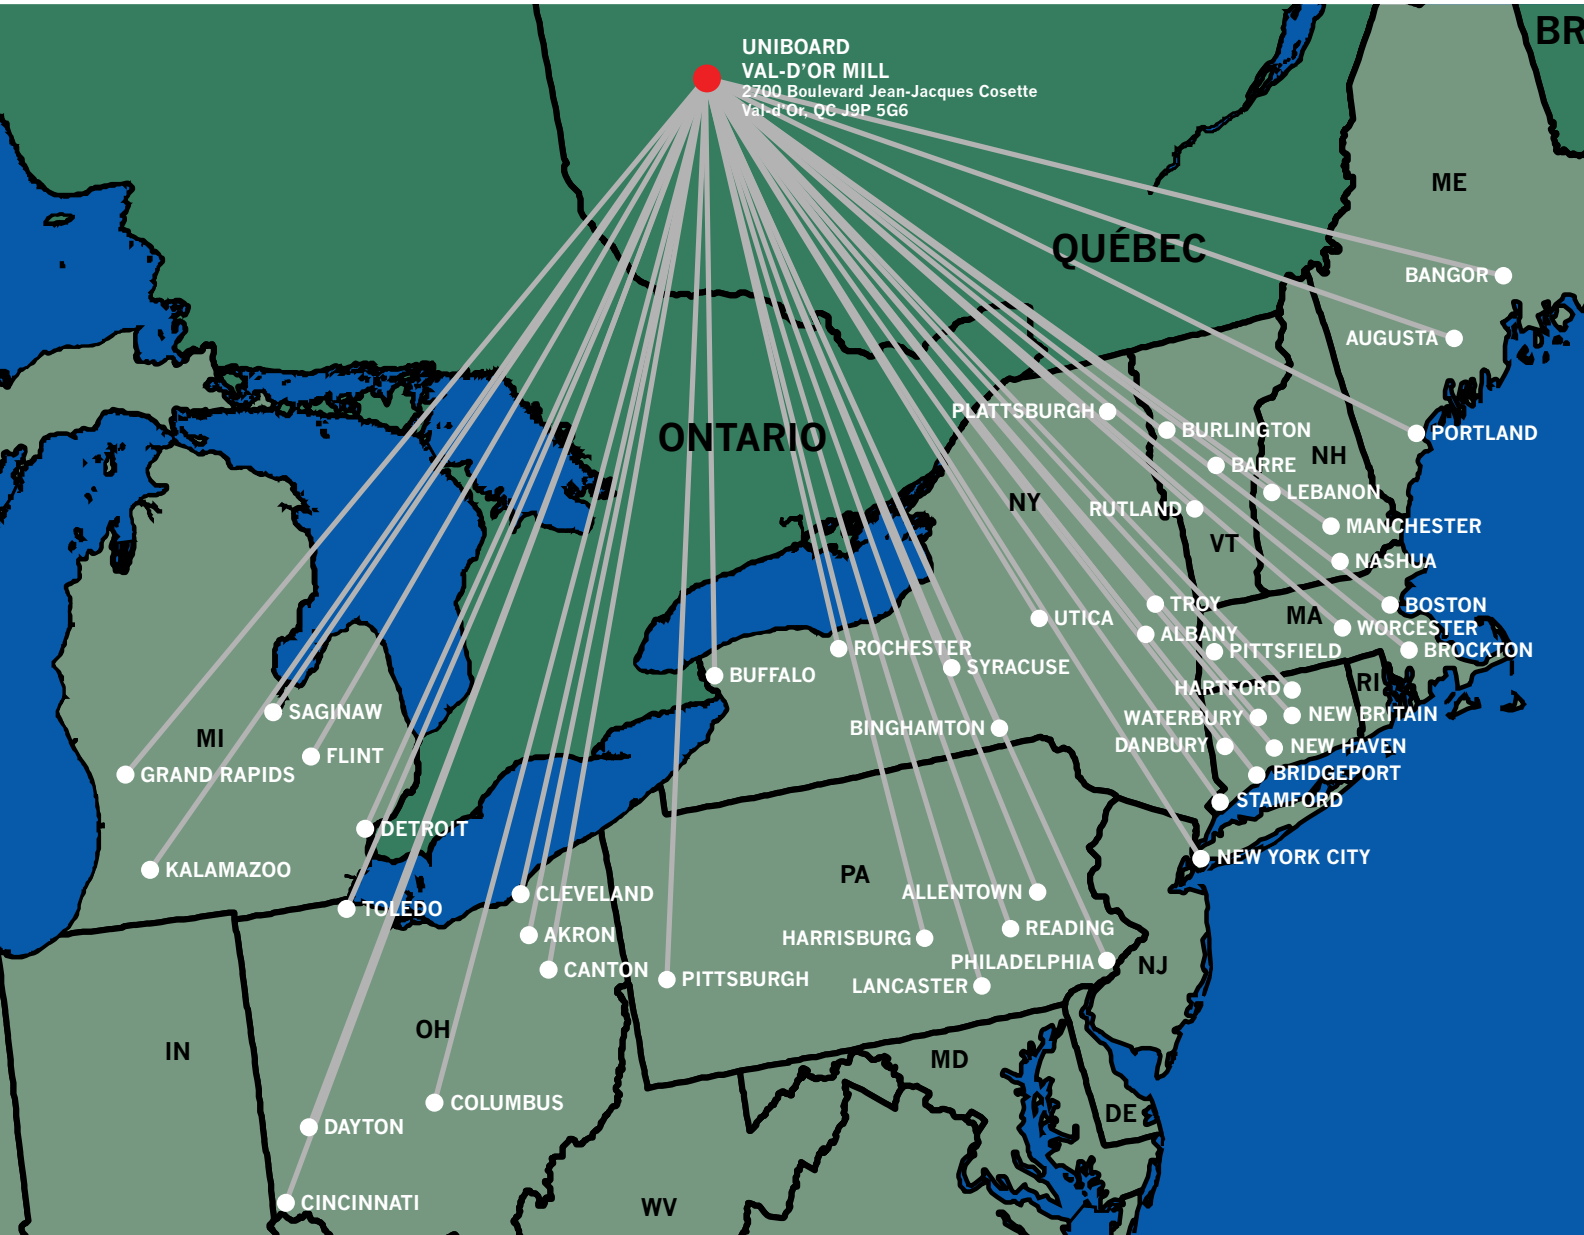 BR
UNIBOARD
VAL-D'OR MILL
2700 Boulevard Jean-Jacques Cosette
Val-d'Or, QC J9P 5G6
ME
QUÉBEC
BANGOR
AUGUSTA
PLATTSBURGH
BURLINGTON
PORTLAND
ONTARIO
NH
BARRE
LEBANON
NY
RUTLAND
MANCHESTER
VT
NASHUA
TROY
BOSTON
UTICA
MA
WORCESTER
ALBANY
ROCHESTER
PITTSFIELD
BROCKTON
SYRACUSE
BUFFALO
HARTFORD
RI
SAGINAW
WATERBURY
NEW BRITAIN
BINGHAMTON
MI
DANBURY
NEW HAVEN
FLINT
GRAND RAPIDS
BRIDGEPORT
STAMFORD
DETROIT
NEW YORK CITY
KALAMAZOO
PA
CLEVELAND
ALLENTOWN
TOLEDO
READING
AKRON
HARRISBURG
PHILADELPHIA
NJ
CANTON
PITTSBURGH
LANCASTER
OH
IN
MD
COLUMBUS
DE
DAYTON
CINCINNATI
WV